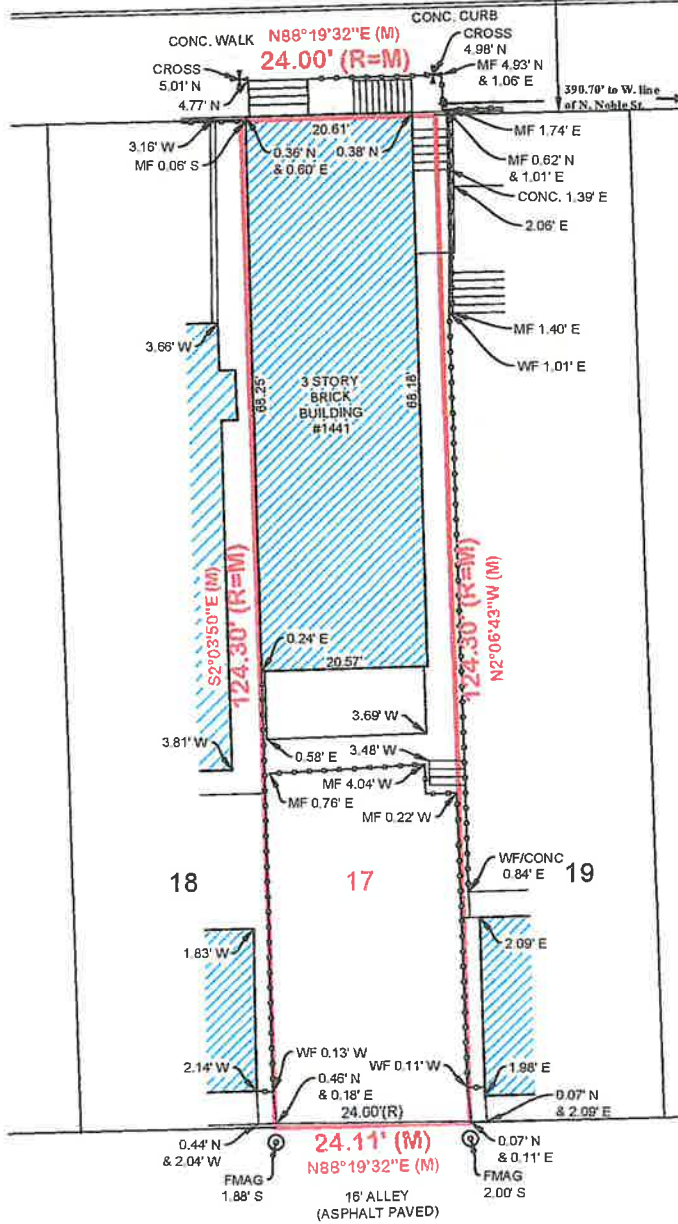 CONC. CURB
N88°19'32"E (M)
CONC. WALK
24.00' (R=M)
CROSS
4.98' N
CROSS
5.01' N
MF 4.93' N
& 1.06' E
4.77' N
390.70' to W. line
of N. Noble St.
20.61'
MF 1.74' E
3.16' W
MF 0.06' S
0.36' N
& 0.60' E
0.38' N
MF 0.62' N
& 1.01' E
CONC. 1.39' E
2.06' E
MF 1.40' E
3.66' W
WF 1.01' E
68.25'
3 STORY
BRICK
BUILDING
#1441
68.18'
S2°03'50"E (M)
124.30' (R=M)
124.30' (R=M)
N2°06'43"W (M)
0.24' E
20.57'
3.69' W
3.81' W
0.58' E
3.48' W
MF 4.04' W
MF 0.76' E
MF 0.22' W
WF/CONC
0.84' E
18
17
19
1.83' W
2.09' E
2.14' W
WF 0.13' W
WF 0.11' W
1.98' E
0.46' N
& 0.18' E
0.07' N
& 2.09' E
24.00'(R)
0.44' N
& 2.04' W
24.11' (M)
0.07' N
& 0.11' E
N88°19'32"E (M)
FMAG
1.88' S
FMAG
2.00' S
16' ALLEY
(ASPHALT PAVED)